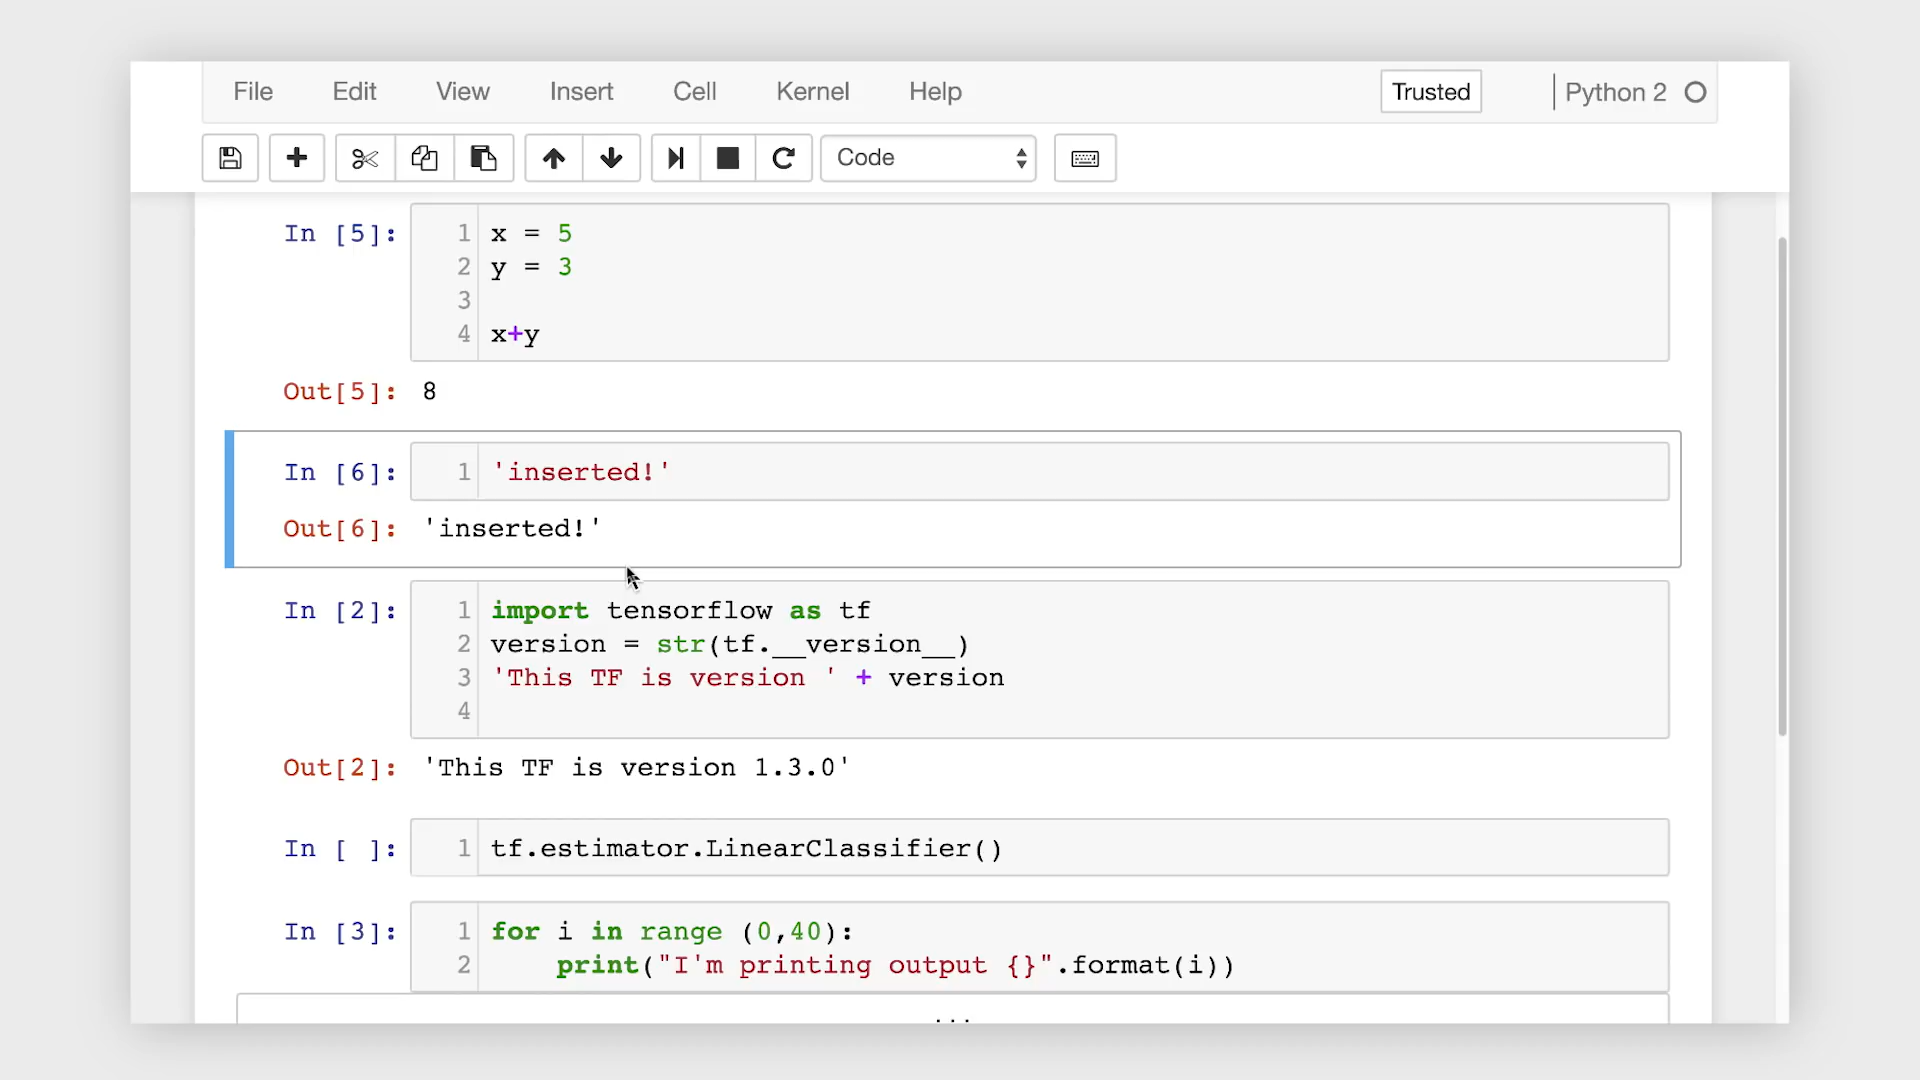 File Edit View Insert Cell Kernel Help Trusted Python 2
Code
In [5]: 1 x = 5
2 y = 3
3
4 x+y
Out[5]: 8
In [6]: 1 'inserted!'
Out[6]: 'inserted!'
In [2]: 1 import tensorflow as tf
2 version = str(tf.__version__)
3 'This TF is version ' + version
4
Out[2]: 'This TF is version 1.3.0'
In [ ]: 1 tf.estimator.LinearClassifier()
In [3]: 1 for i in range (0,40):
2     print("I'm printing output {}".format(i))
...